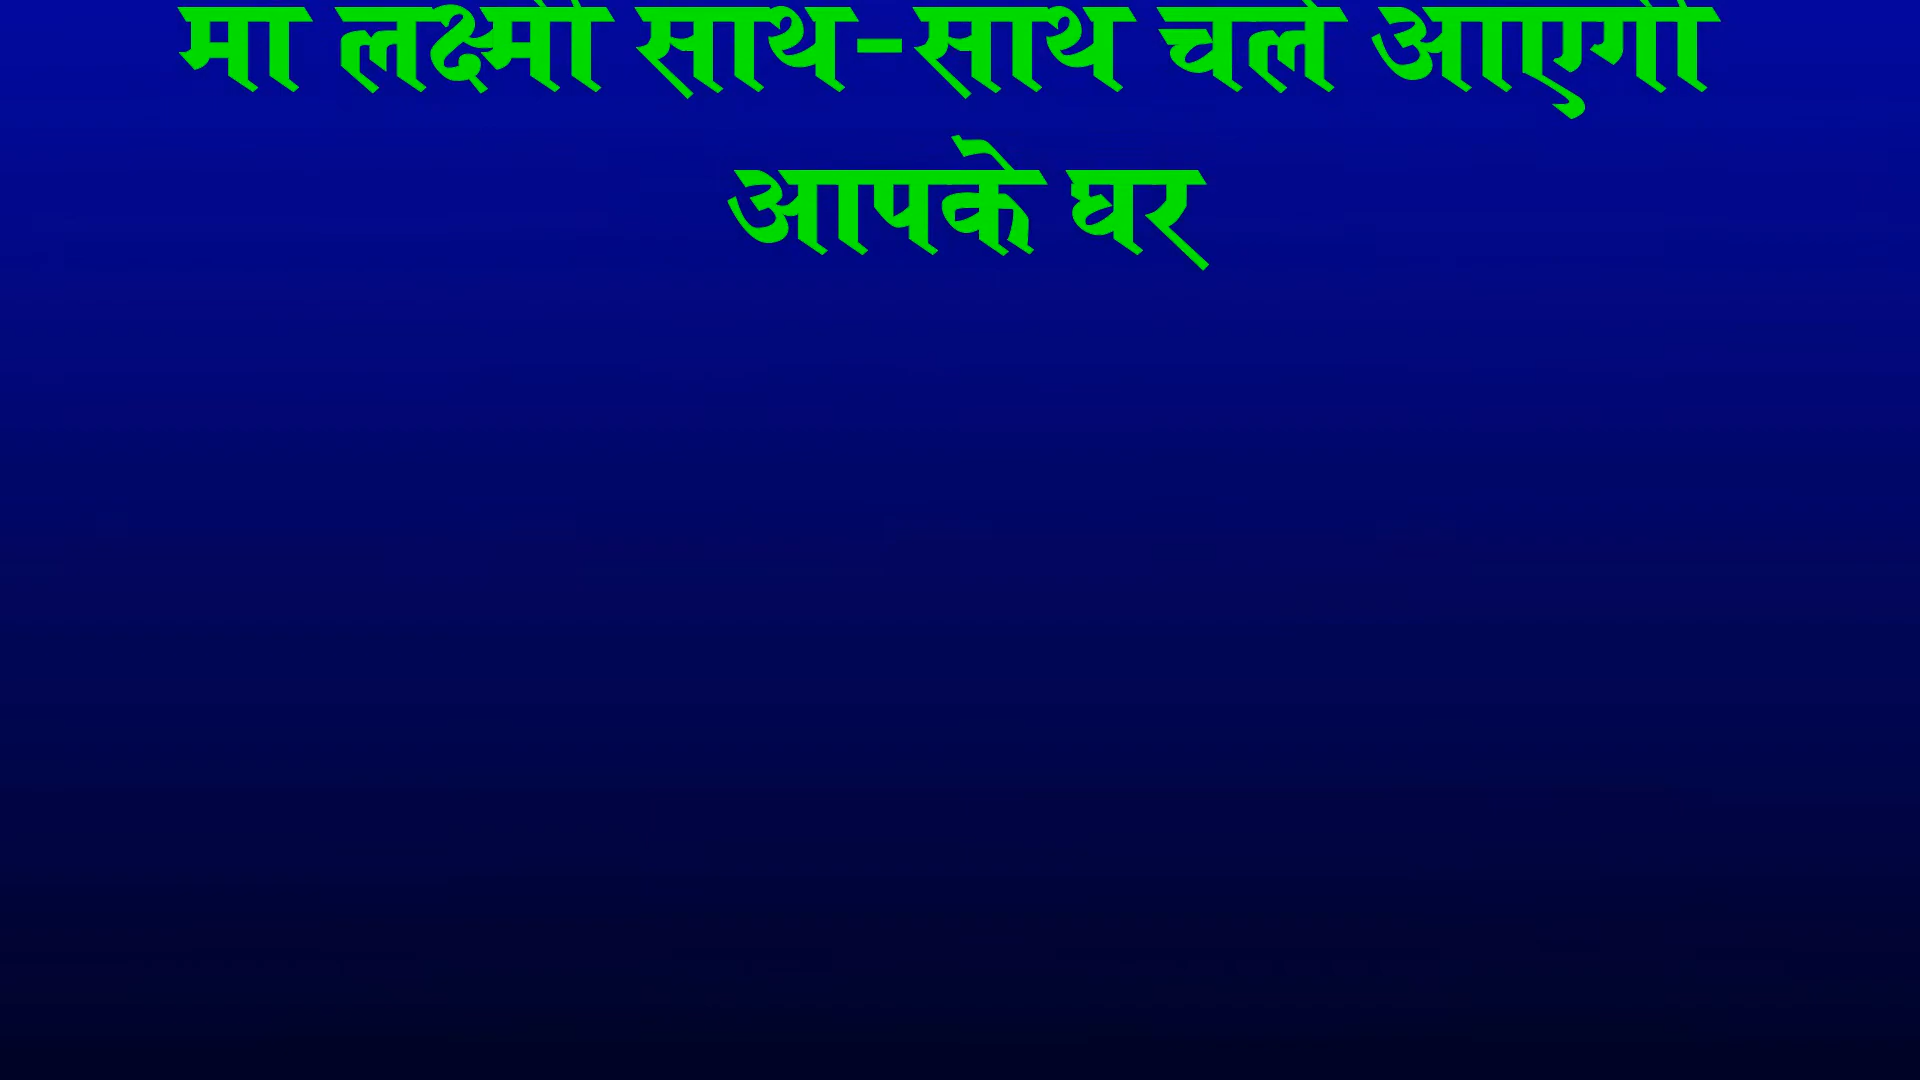 मा लक्ष्मी साथ-साथ चले आएगी
आपके घर